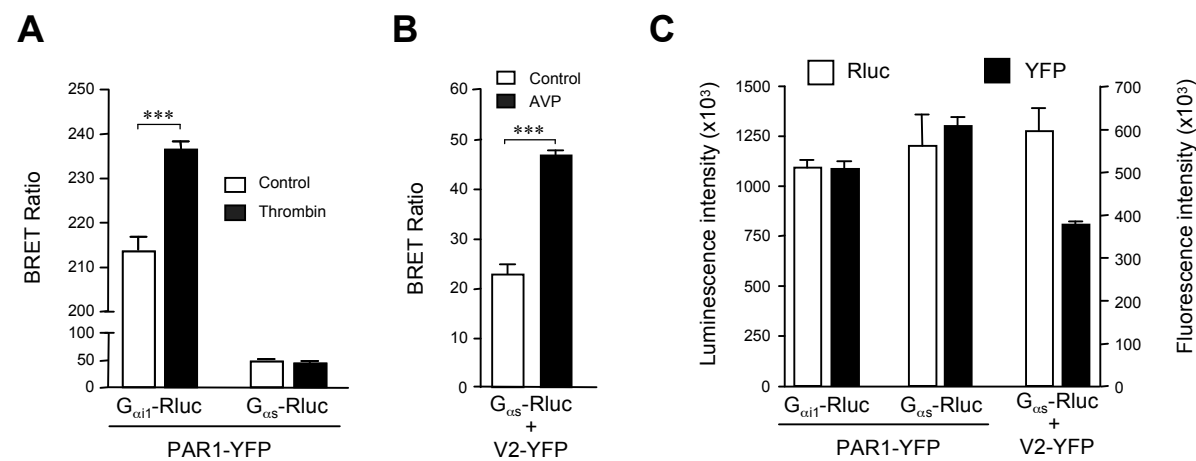 A
BRET Ratio
250
240
230
220
210
200
100
50
0
***
Control
Thrombin
Gαi1-Rluc
Gαs-Rluc
PAR1-YFP
B
BRET Ratio
60
50
40
30
20
10
0
Control
AVP
***
Gαs-Rluc
+
V2-YFP
C
Rluc
YFP
Luminescence intensity (x10³)
1500
1250
1000
750
500
250
0
Fluorescence intensity (x10³)
700
600
500
400
300
200
100
0
Gαi1-Rluc
Gαs-Rluc
PAR1-YFP
Gαs-Rluc
+
V2-YFP